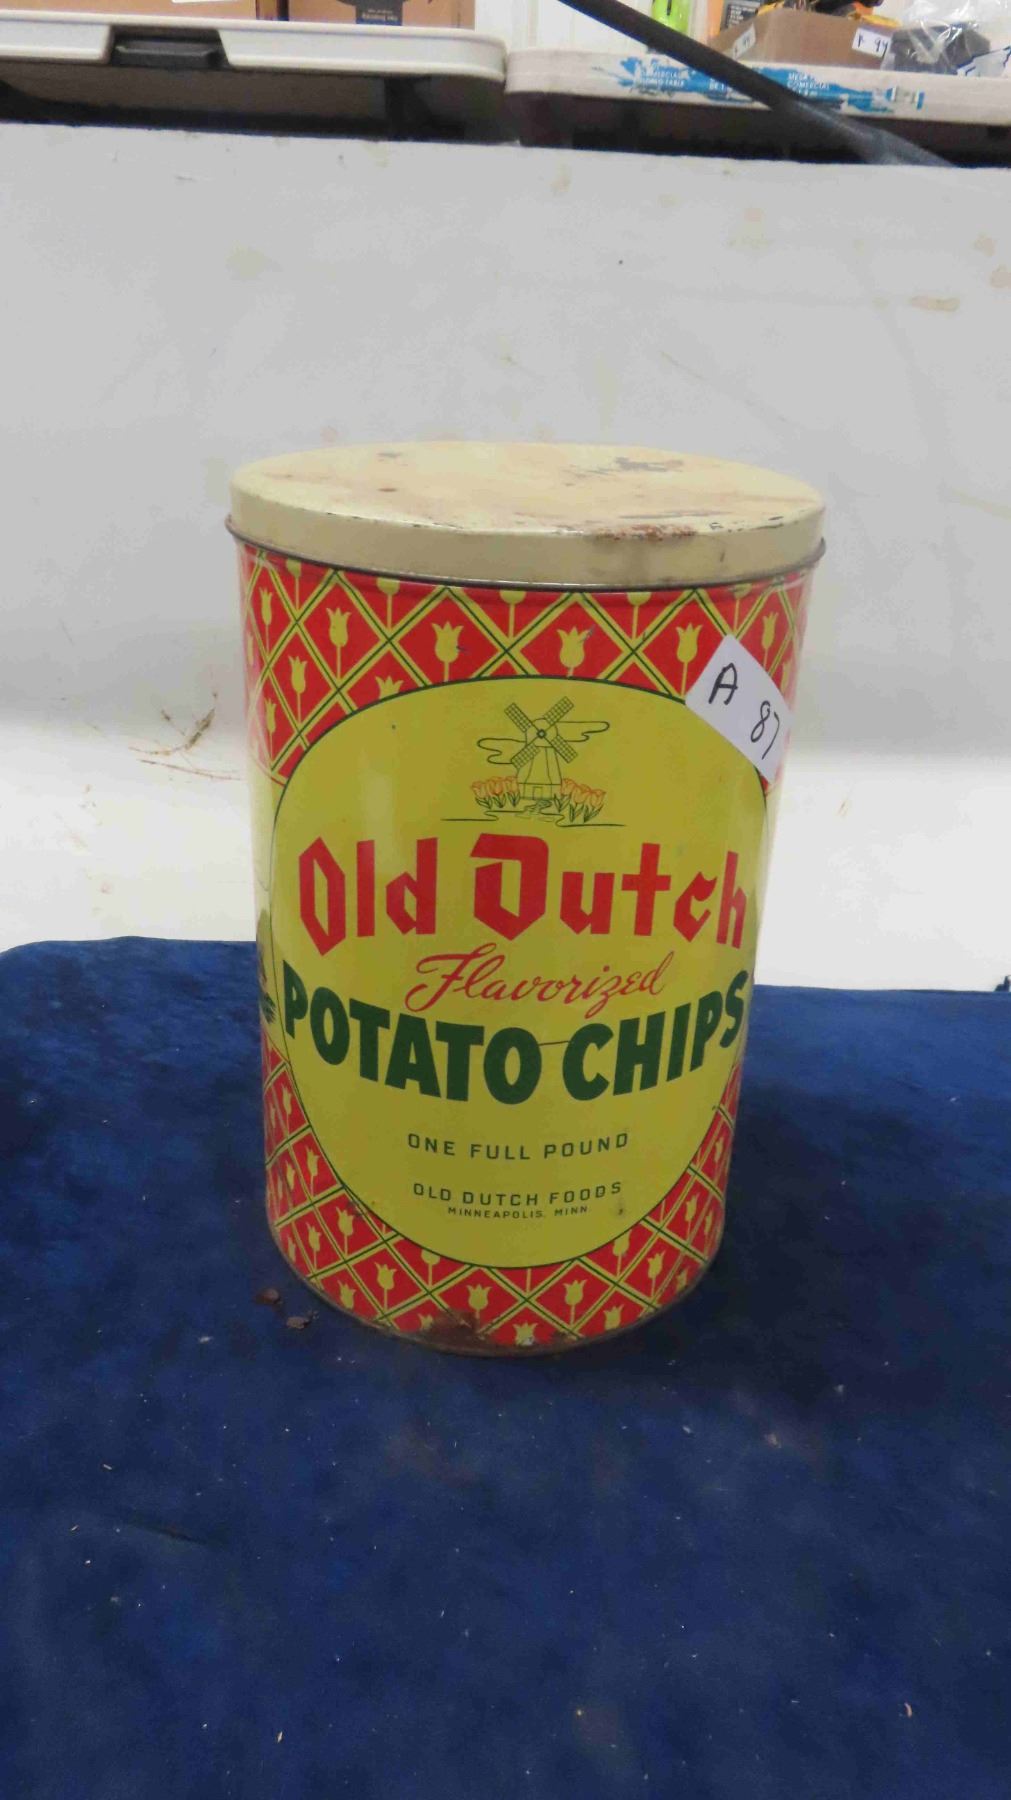 A 87
Old Dutch
Flavorized
POTATO CHIPS
ONE FULL POUND
OLD DUTCH FOODS
MINNEAPOLIS, MINN.